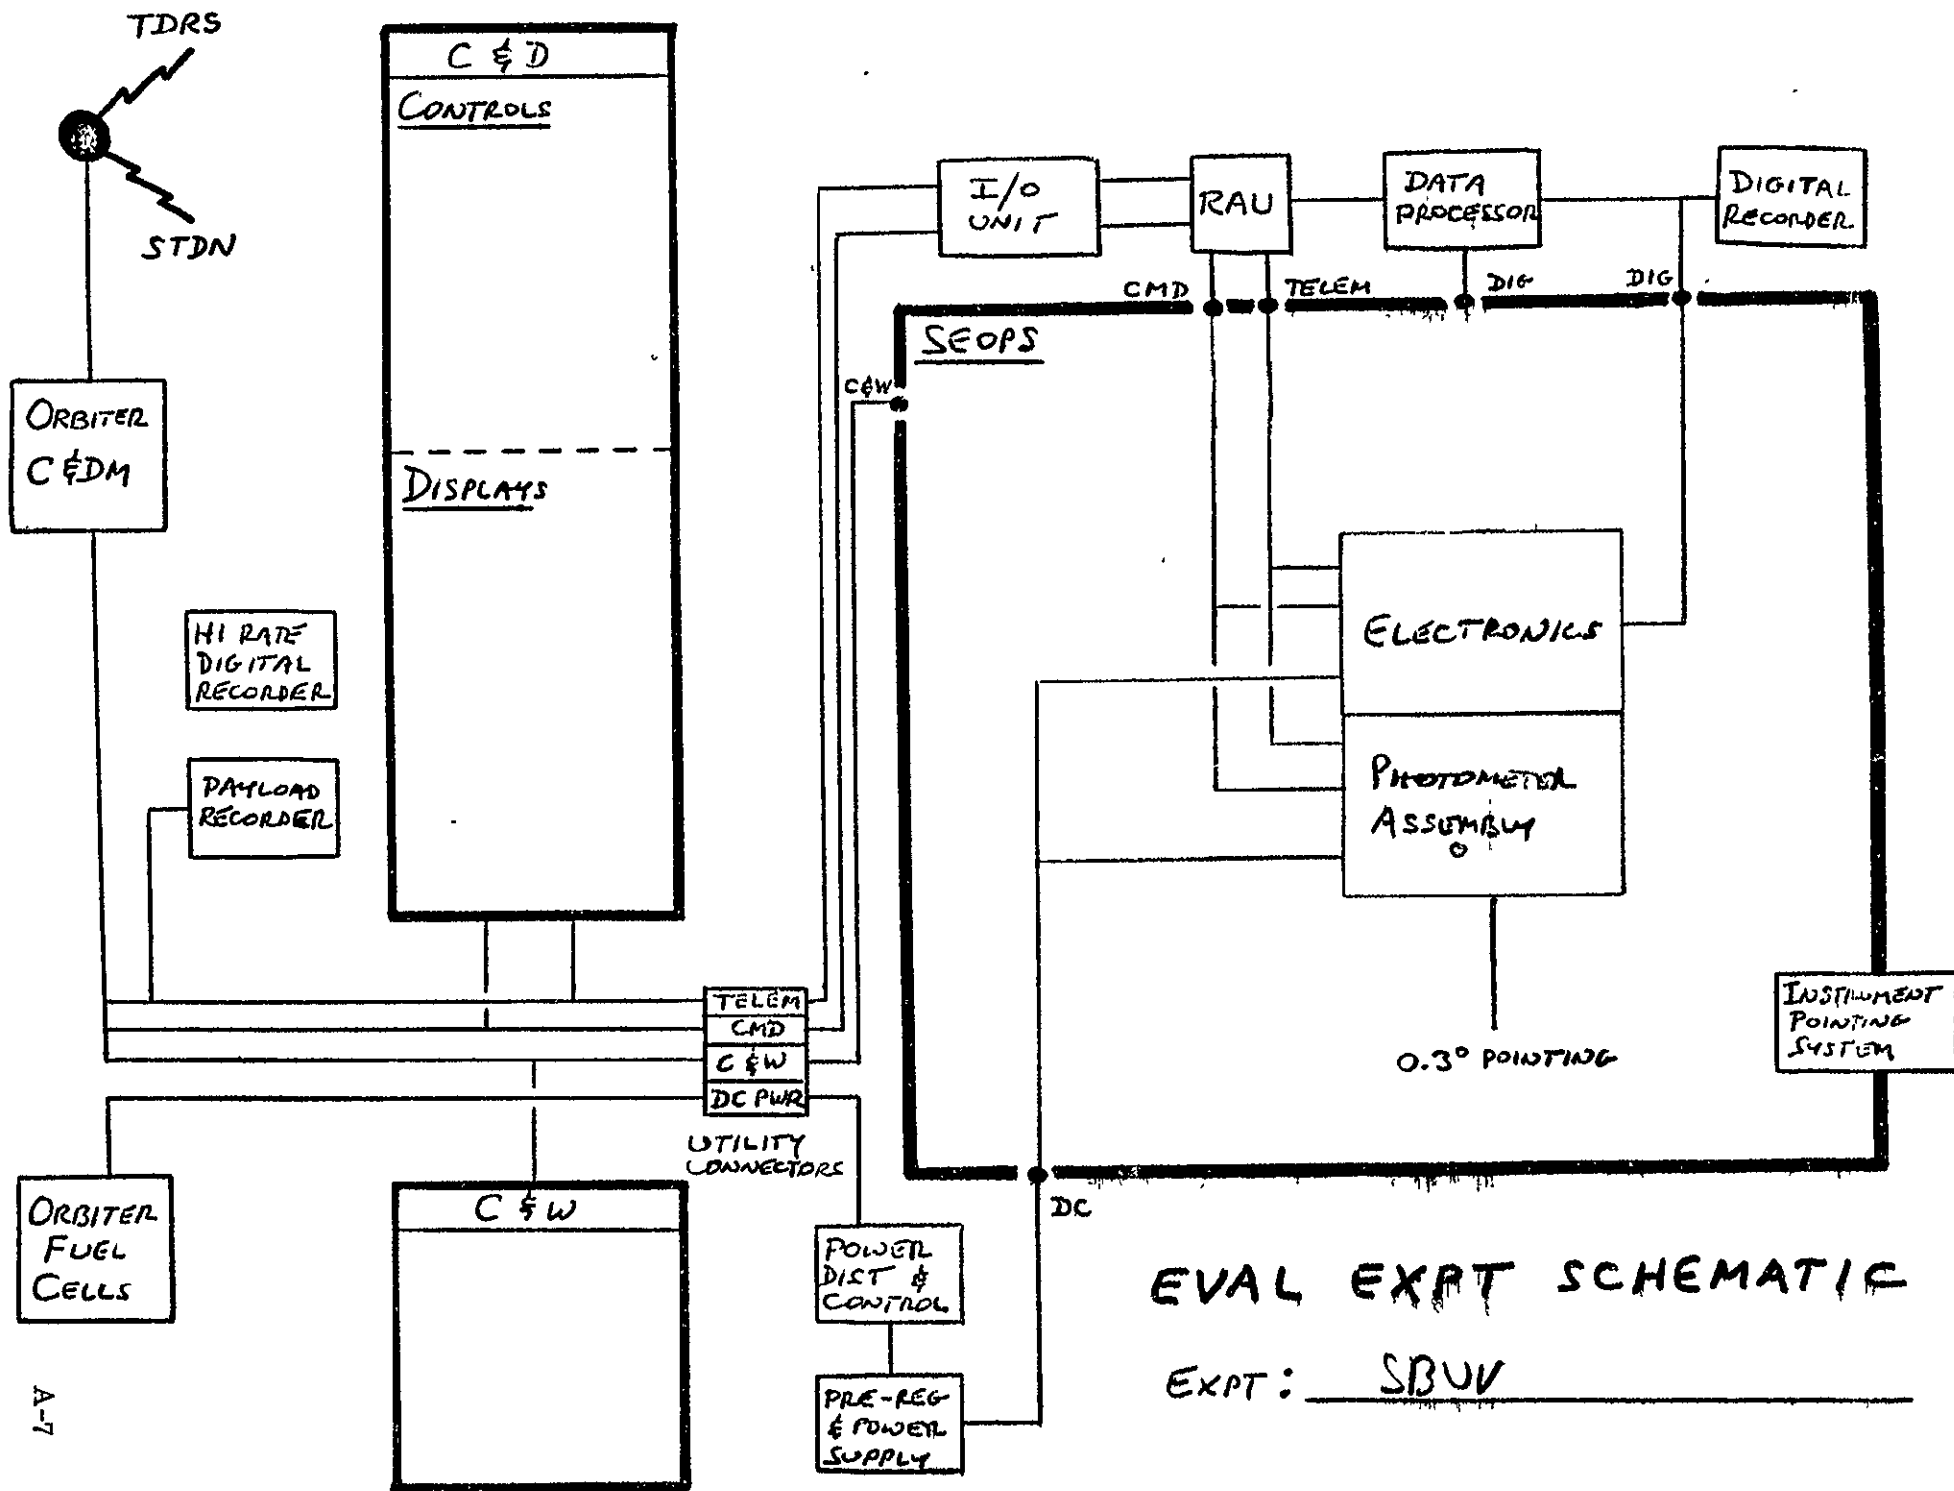 TDRS
STDN
C & D
CONTROLS
DISPLAYS
ORBITER
C & DM
HI RATE
DIGITAL
RECORDER
PAYLOAD
RECORDER
I/O
UNIT
RAU
DATA
PROCESSOR
DIGITAL
RECORDER
CMD
TELEM
DIG
DIG
SEOPS
C&W
ELECTRONICS
PHOTOMETER
ASSEMBLY
0.3° POINTING
INSTRUMENT
POINTING
SYSTEM
TELEM
CMD
C & W
DC PWR
UTILITY
CONNECTORS
DC
ORBITER
FUEL
CELLS
C & W
POWER
DIST &
CONTROL
PRE-REG
& POWER
SUPPLY
EVAL EXPT SCHEMATIC
EXPT: SBUV
A-7